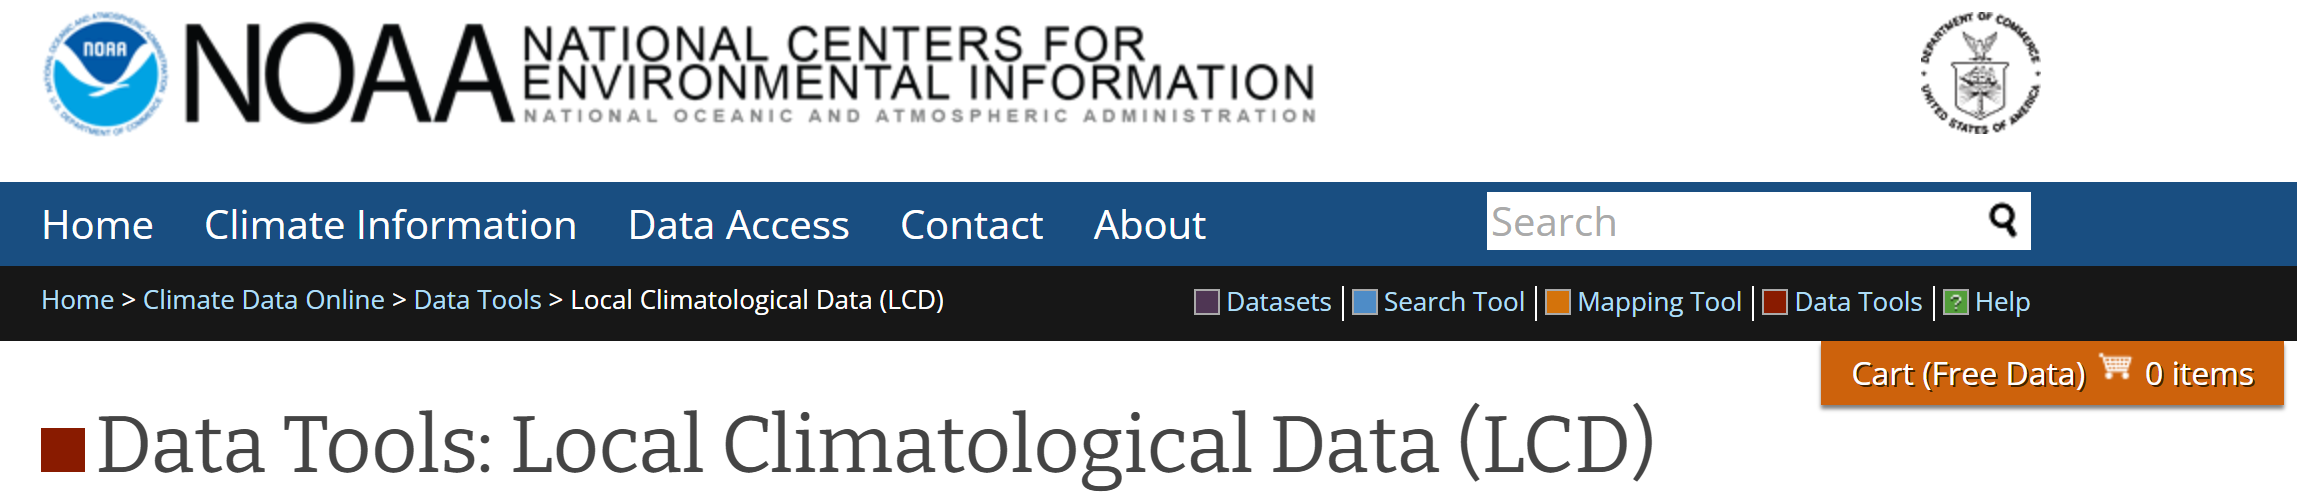 NOAA
NATIONAL OCEANIC AND ATMOSPHERIC ADMINISTRATION
U.S. DEPARTMENT OF COMMERCE
NOAA
NATIONAL CENTERS FOR
ENVIRONMENTAL INFORMATION
NATIONAL OCEANIC AND ATMOSPHERIC ADMINISTRATION
DEPARTMENT OF COMMERCE
UNITED STATES OF AMERICA
Home Climate Information Data Access Contact About Search
Home > Climate Data Online > Data Tools > Local Climatological Data (LCD) Datasets Search Tool Mapping Tool Data Tools ? Help
Cart (Free Data) 0 items
Data Tools: Local Climatological Data (LCD)